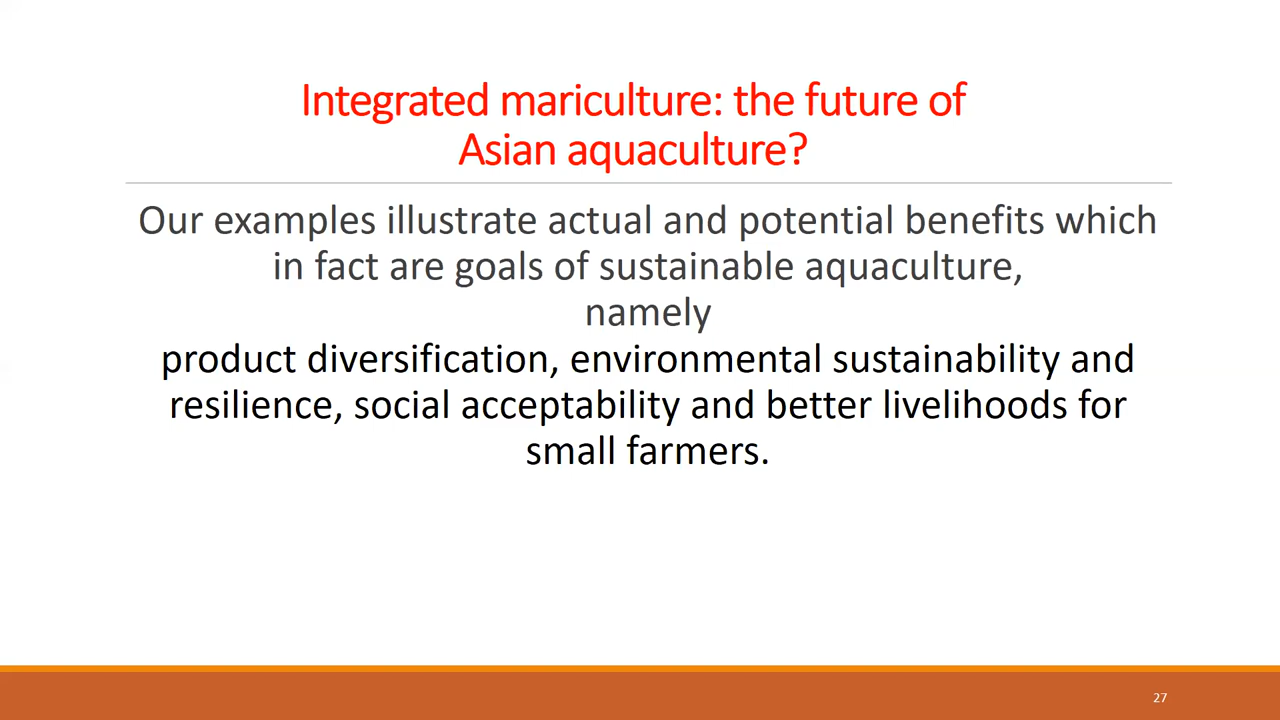 Integrated mariculture: the future of
Asian aquaculture?
Our examples illustrate actual and potential benefits which
in fact are goals of sustainable aquaculture,
namely
product diversification, environmental sustainability and
resilience, social acceptability and better livelihoods for
small farmers.
27